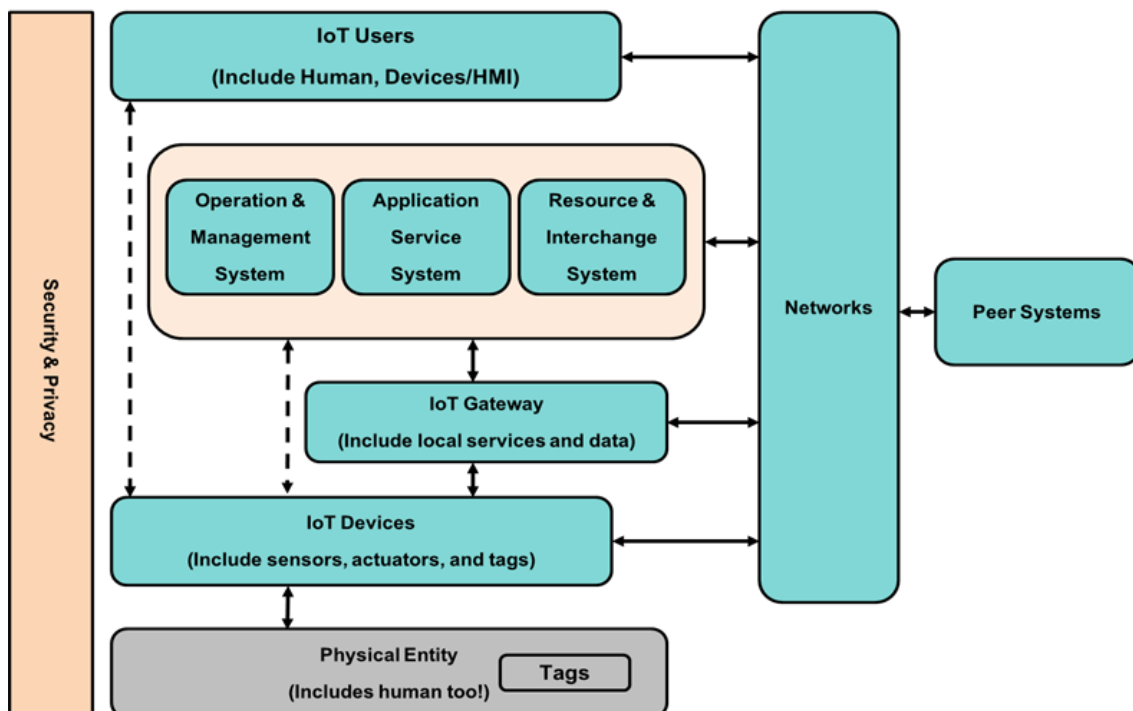 IoT Users
(Include Human, Devices/HMI)
Operation &
Management
System
Application
Service
System
Resource &
Interchange
System
Security & Privacy
Networks
Peer Systems
IoT Gateway
(Include local services and data)
IoT Devices
(Include sensors, actuators, and tags)
Physical Entity
(Includes human too!)
Tags